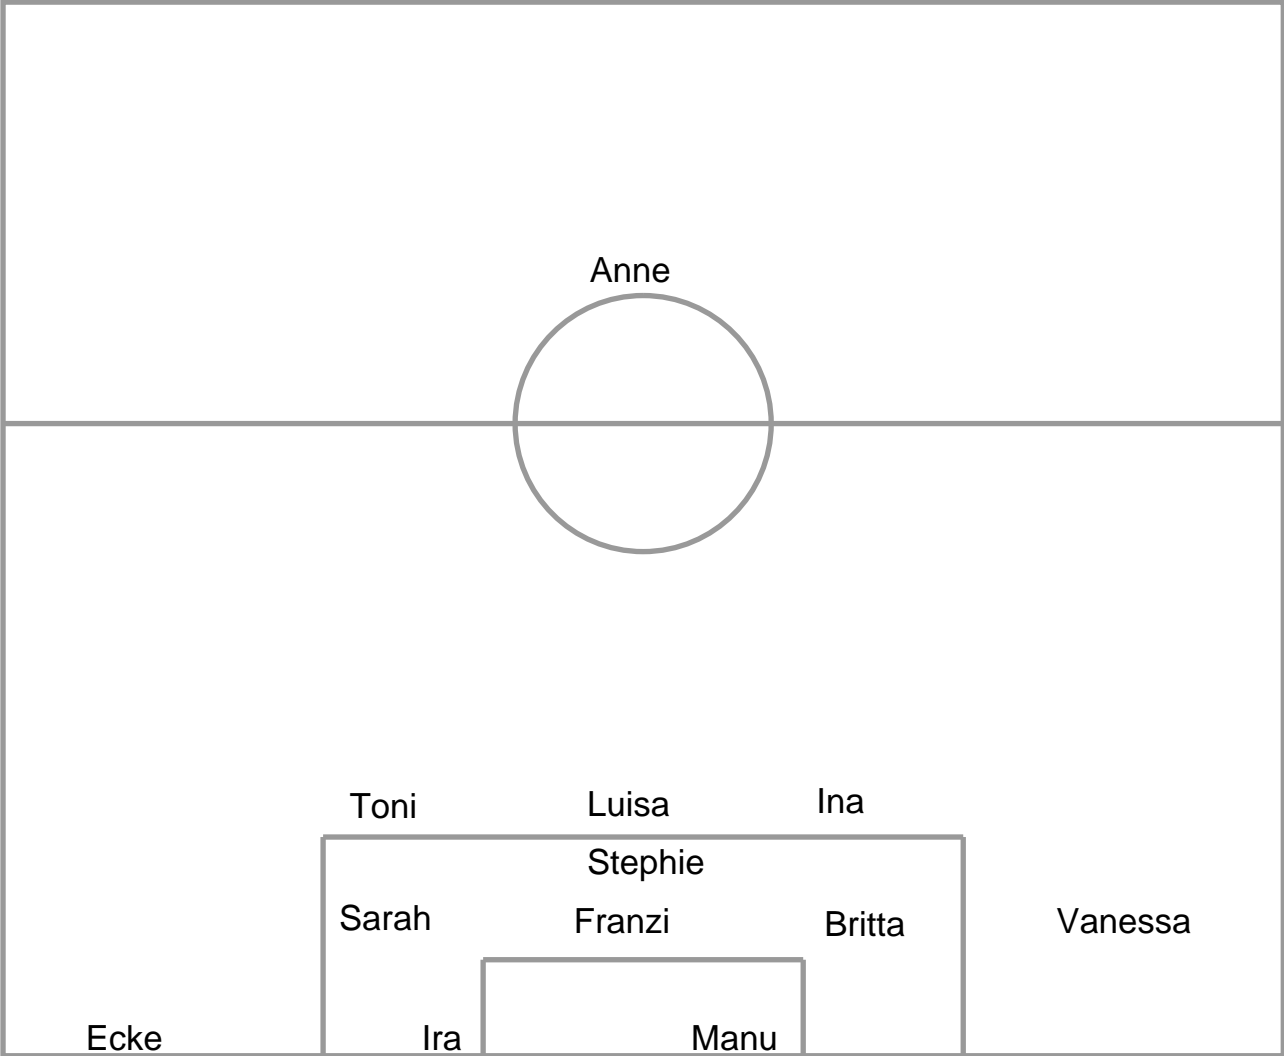 Anne
Toni Luisa Ina
Stephie
Sarah Franzi Britta Vanessa
Ecke Ira Manu